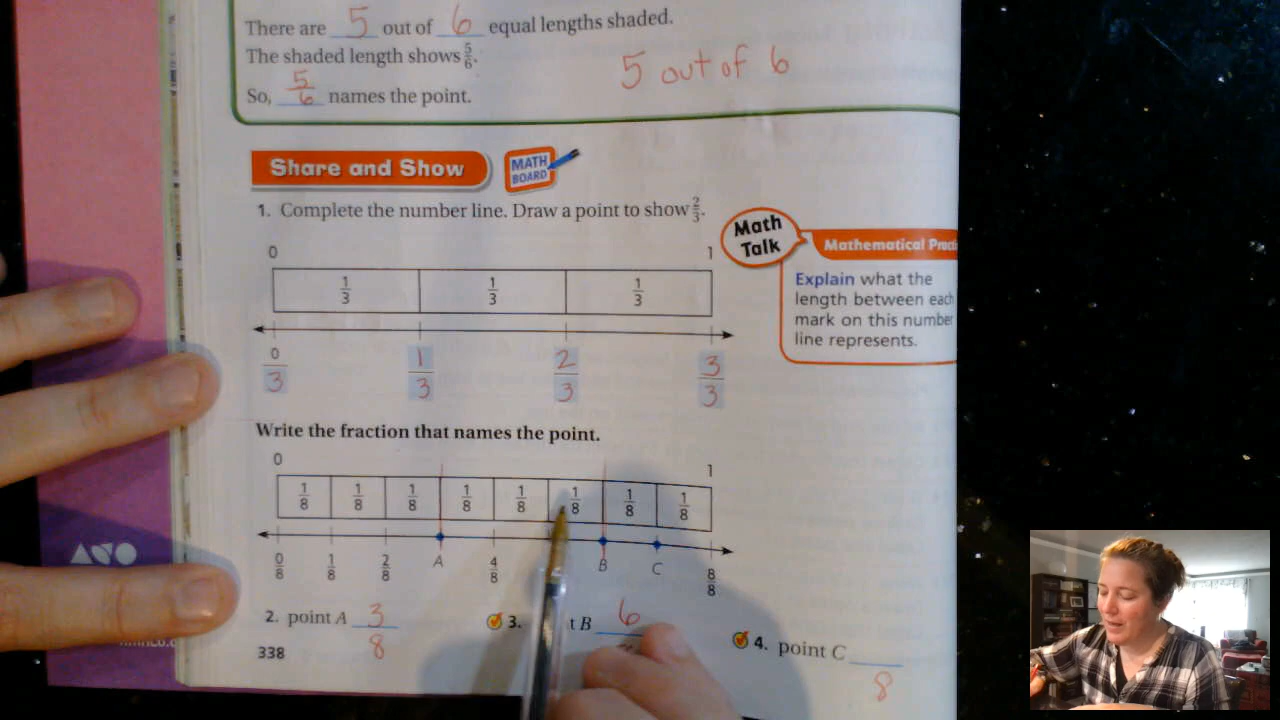 There are 5 out of 6 equal lengths shaded.
The shaded length shows 5/6.
5 out of 6
So, 5/6 names the point.
Share and Show
MATH BOARD
1. Complete the number line. Draw a point to show 2/3.
Math Talk
Mathematical
Explain what the
length between each
mark on this number
line represents.
0 1
1/3 1/3 1/3
0/3 1/3 2/3 3/3
Write the fraction that names the point.
0 1
1/8 1/8 1/8 1/8 1/8 1/8 1/8 1/8
0/8 1/8 2/8 A 4/8 B C 8/8
2. point A 3/8
3. t B 6
4. point C 8
338